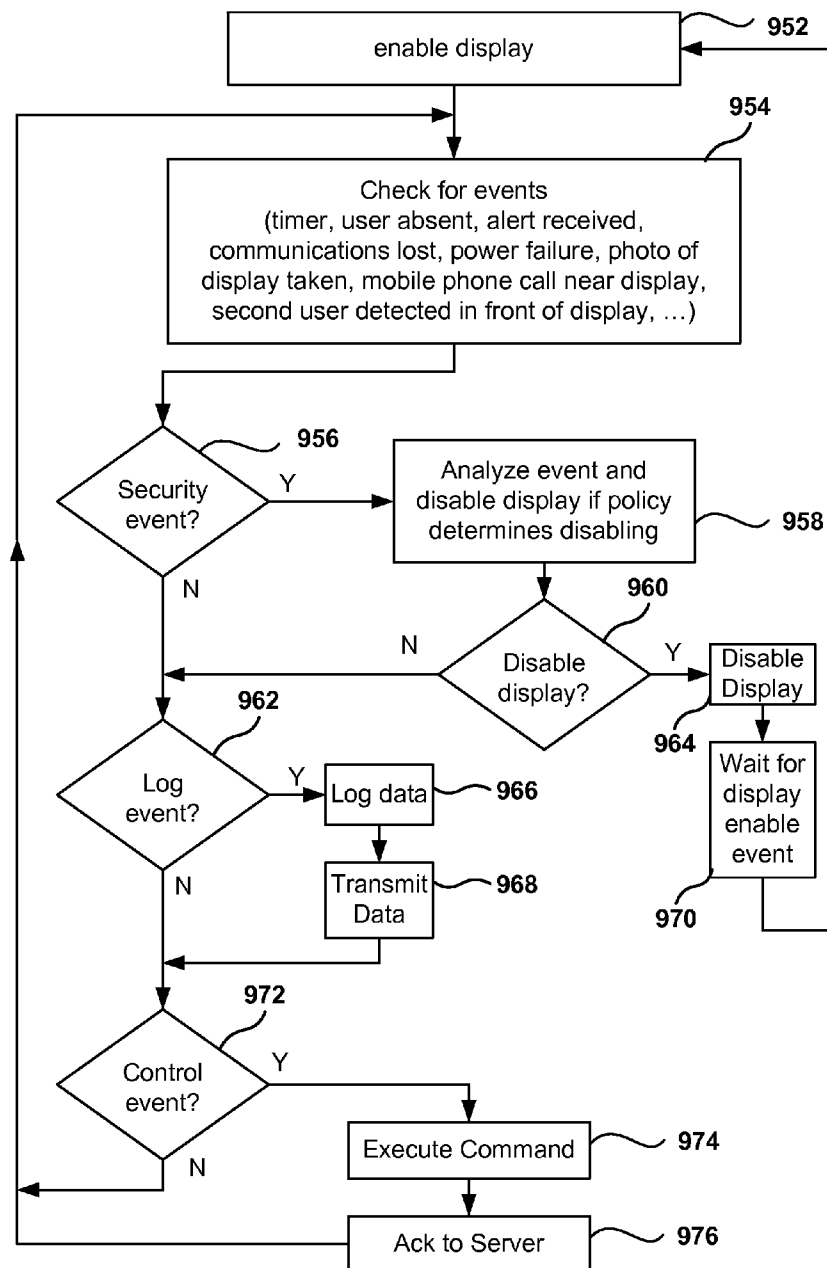 952
enable display
954
Check for events
(timer, user absent, alert received,
communications lost, power failure, photo of
display taken, mobile phone call near display,
second user detected in front of display, …)
956
Security
event?
Y
N
Analyze event and
disable display if policy
determines disabling
958
960
Disable
display?
N
Y
Disable
Display
964
Wait for
display
enable
event
970
962
Log
event?
Y
N
Log data
966
Transmit
Data
968
972
Control
event?
Y
N
Execute Command
974
Ack to Server
976